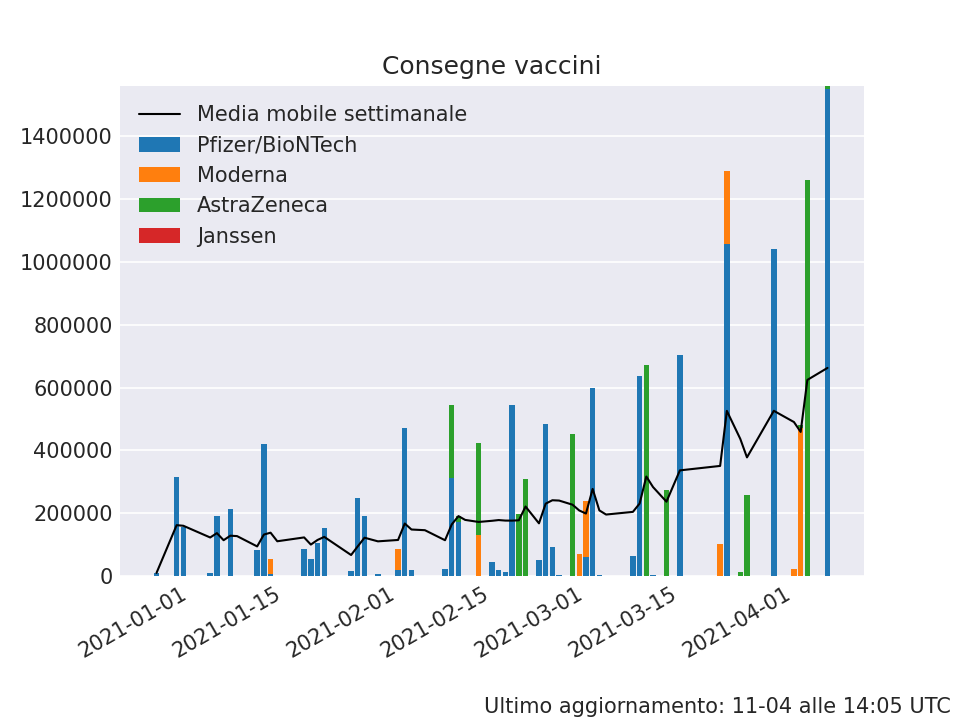 Consegne vaccini
Media mobile settimanale
Pfizer/BioNTech
Moderna
AstraZeneca
Janssen
1400000
1200000
1000000
800000
600000
400000
200000
0
2021-01-01
2021-01-15
2021-02-01
2021-02-15
2021-03-01
2021-03-15
2021-04-01
Ultimo aggiornamento: 11-04 alle 14:05 UTC